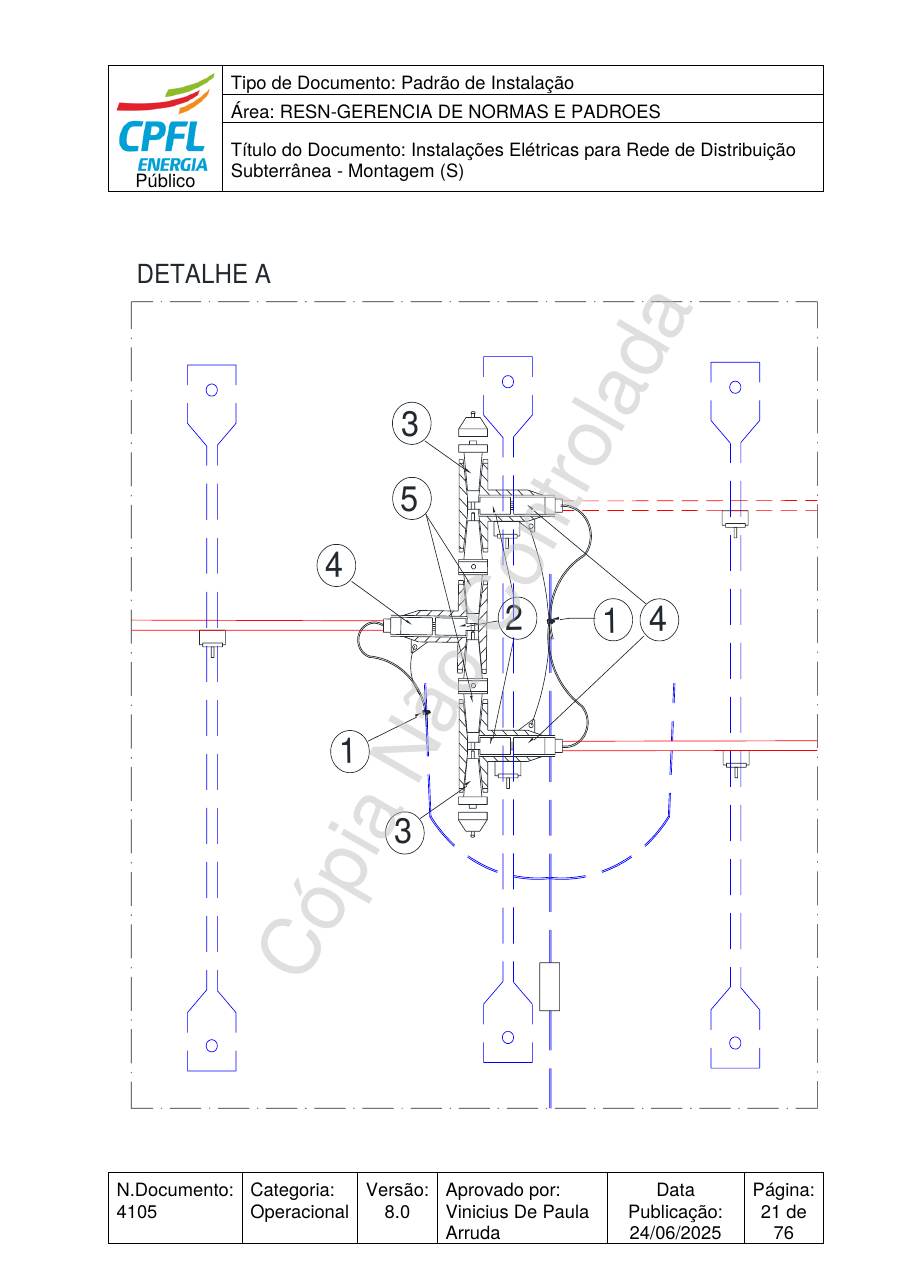 CPFL
ENERGIA
Público
Tipo de Documento: Padrão de Instalação
Área: RESN-GERENCIA DE NORMAS E PADROES
Título do Documento: Instalações Elétricas para Rede de Distribuição
Subterrânea - Montagem (S)
DETALHE A
3
5
4
2
1
4
1
3
Cópia Não Controlada
N.Documento:
4105
Categoria:
Operacional
Versão:
8.0
Aprovado por:
Vinicius De Paula
Arruda
Data
Publicação:
24/06/2025
Página:
21 de
76